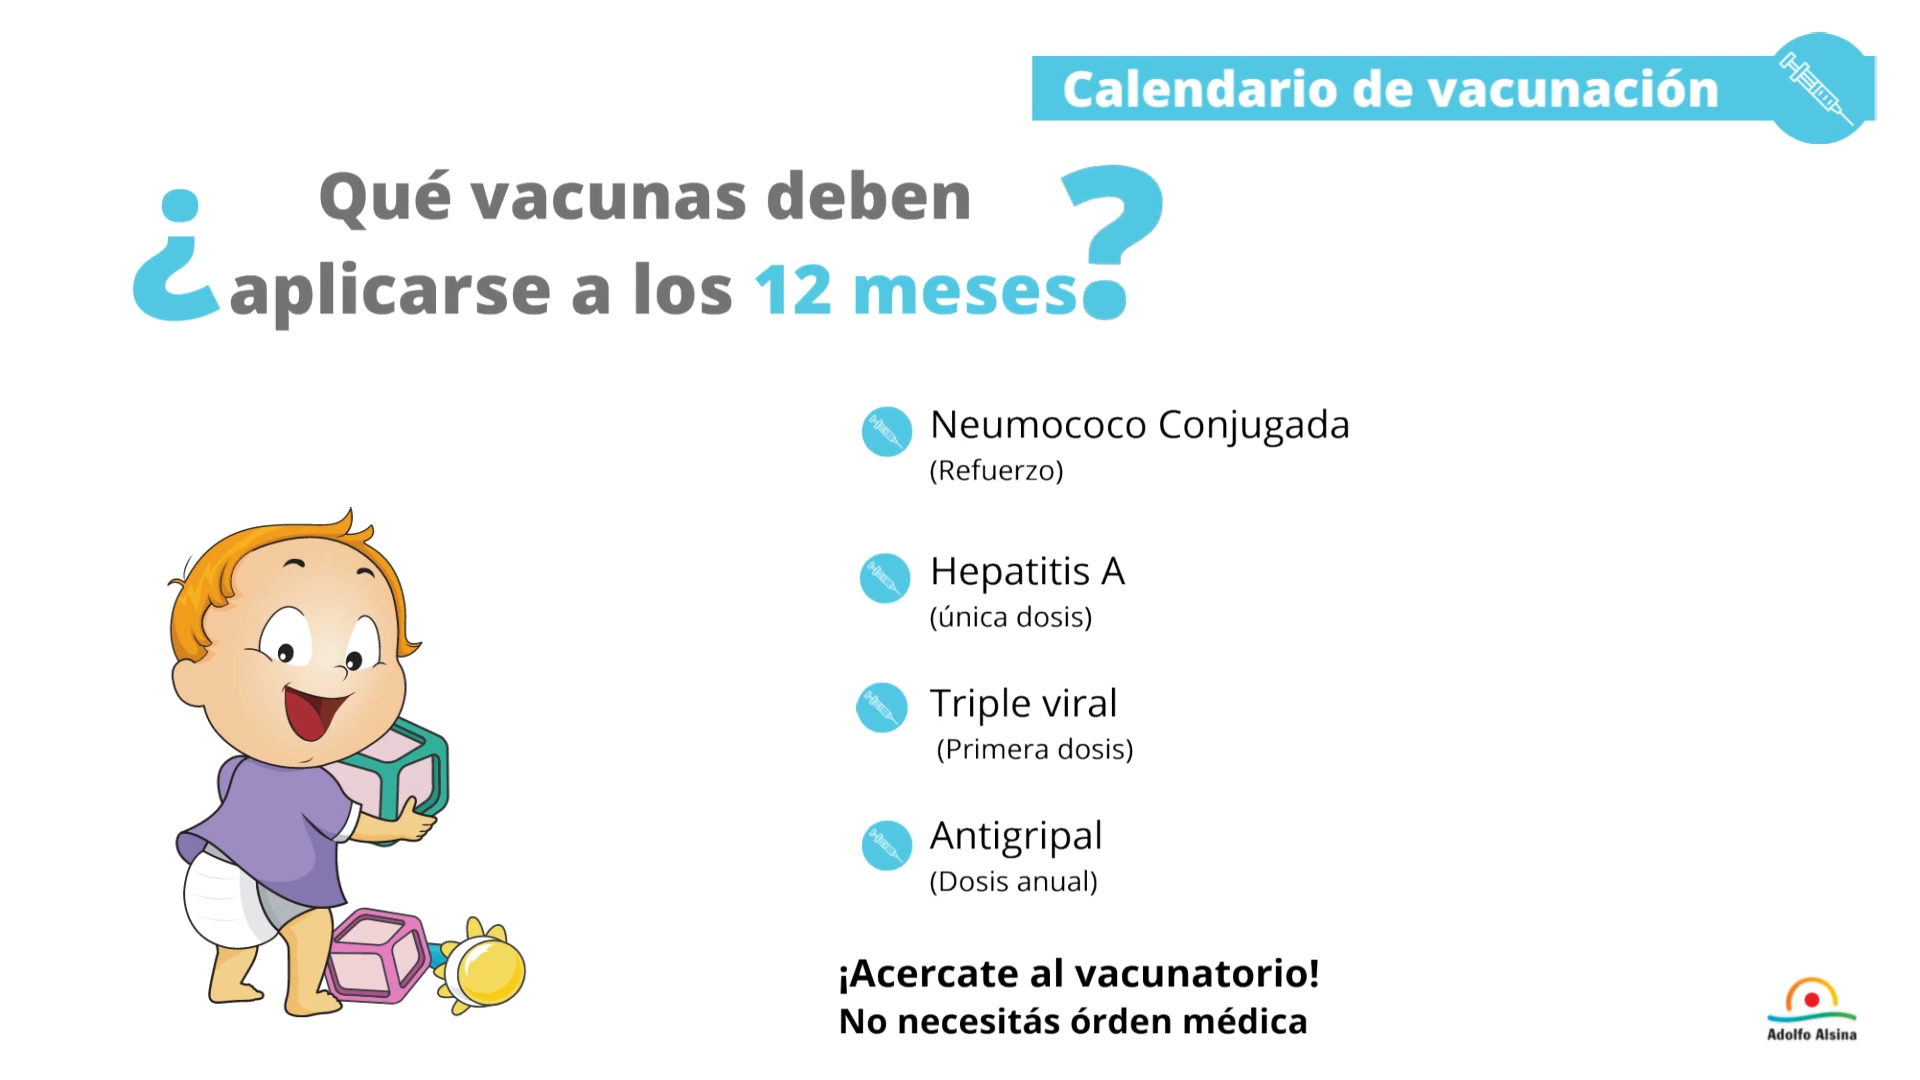 Calendario de vacunación
¿Qué vacunas deben
aplicarse a los 12 meses?
Neumococo Conjugada
(Refuerzo)
Hepatitis A
(única dosis)
Triple viral
(Primera dosis)
Antigripal
(Dosis anual)
¡Acercate al vacunatorio!
No necesitás órden médica
Adolfo Alsina